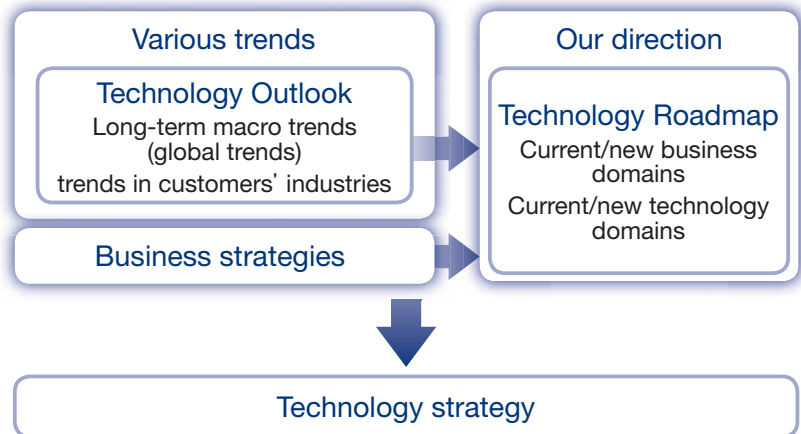 Various trends
Technology Outlook
Long-term macro trends
(global trends)
trends in customers’ industries
Business strategies
Our direction
Technology Roadmap
Current/new business
domains
Current/new technology
domains
Technology strategy